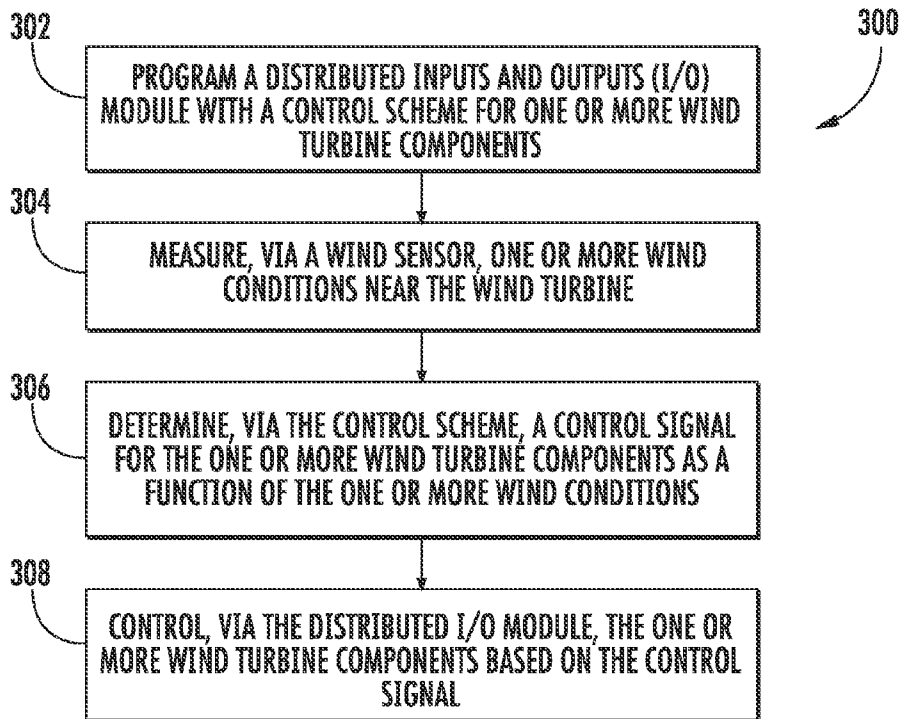 302
300
PROGRAM A DISTRIBUTED INPUTS AND OUTPUTS (I/O)
MODULE WITH A CONTROL SCHEME FOR ONE OR MORE WIND
TURBINE COMPONENTS
304
MEASURE, VIA A WIND SENSOR, ONE OR MORE WIND
CONDITIONS NEAR THE WIND TURBINE
306
DETERMINE, VIA THE CONTROL SCHEME, A CONTROL SIGNAL
FOR THE ONE OR MORE WIND TURBINE COMPONENTS AS A
FUNCTION OF THE ONE OR MORE WIND CONDITIONS
308
CONTROL, VIA THE DISTRIBUTED I/O MODULE, THE ONE OR
MORE WIND TURBINE COMPONENTS BASED ON THE CONTROL
SIGNAL